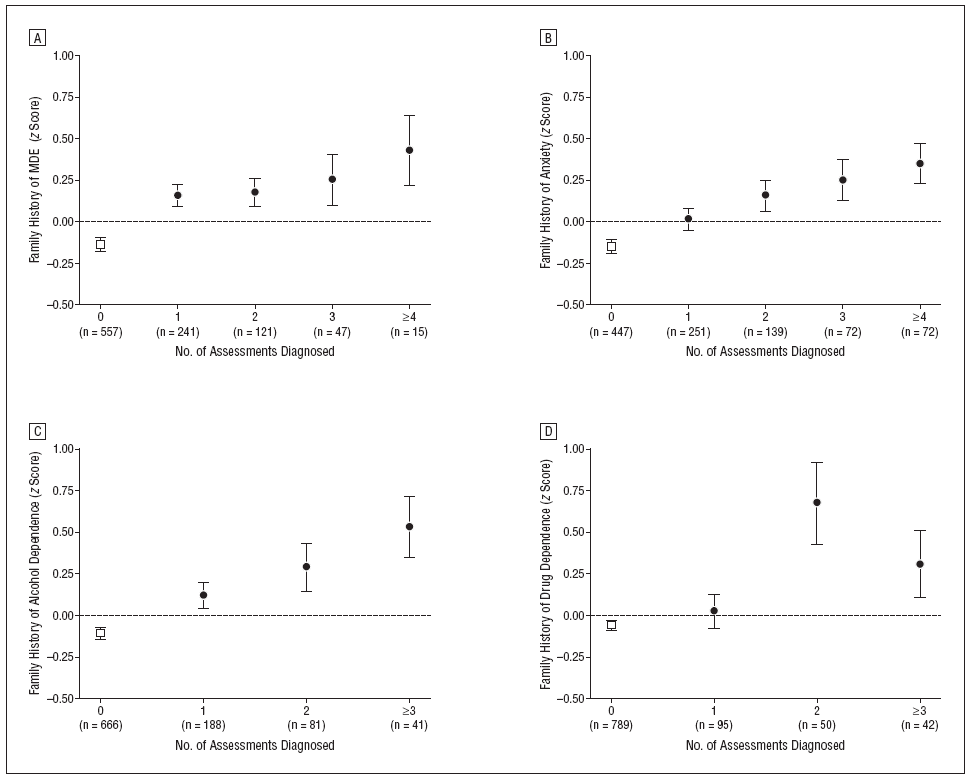 A
Family History of MDE (z Score)
1.00
0.75
0.50
0.25
0.00
–0.25
–0.50
0 1 2 3 ≥4
(n = 557) (n = 241) (n = 121) (n = 47) (n = 15)
No. of Assessments Diagnosed
B
Family History of Anxiety (z Score)
1.00
0.75
0.50
0.25
0.00
–0.25
–0.50
0 1 2 3 ≥4
(n = 447) (n = 251) (n = 139) (n = 72) (n = 72)
No. of Assessments Diagnosed
C
Family History of Alcohol Dependence (z Score)
1.00
0.75
0.50
0.25
0.00
–0.25
–0.50
0 1 2 ≥3
(n = 666) (n = 188) (n = 81) (n = 41)
No. of Assessments Diagnosed
D
Family History of Drug Dependence (z Score)
1.00
0.75
0.50
0.25
0.00
–0.25
–0.50
0 1 2 ≥3
(n = 789) (n = 95) (n = 50) (n = 42)
No. of Assessments Diagnosed